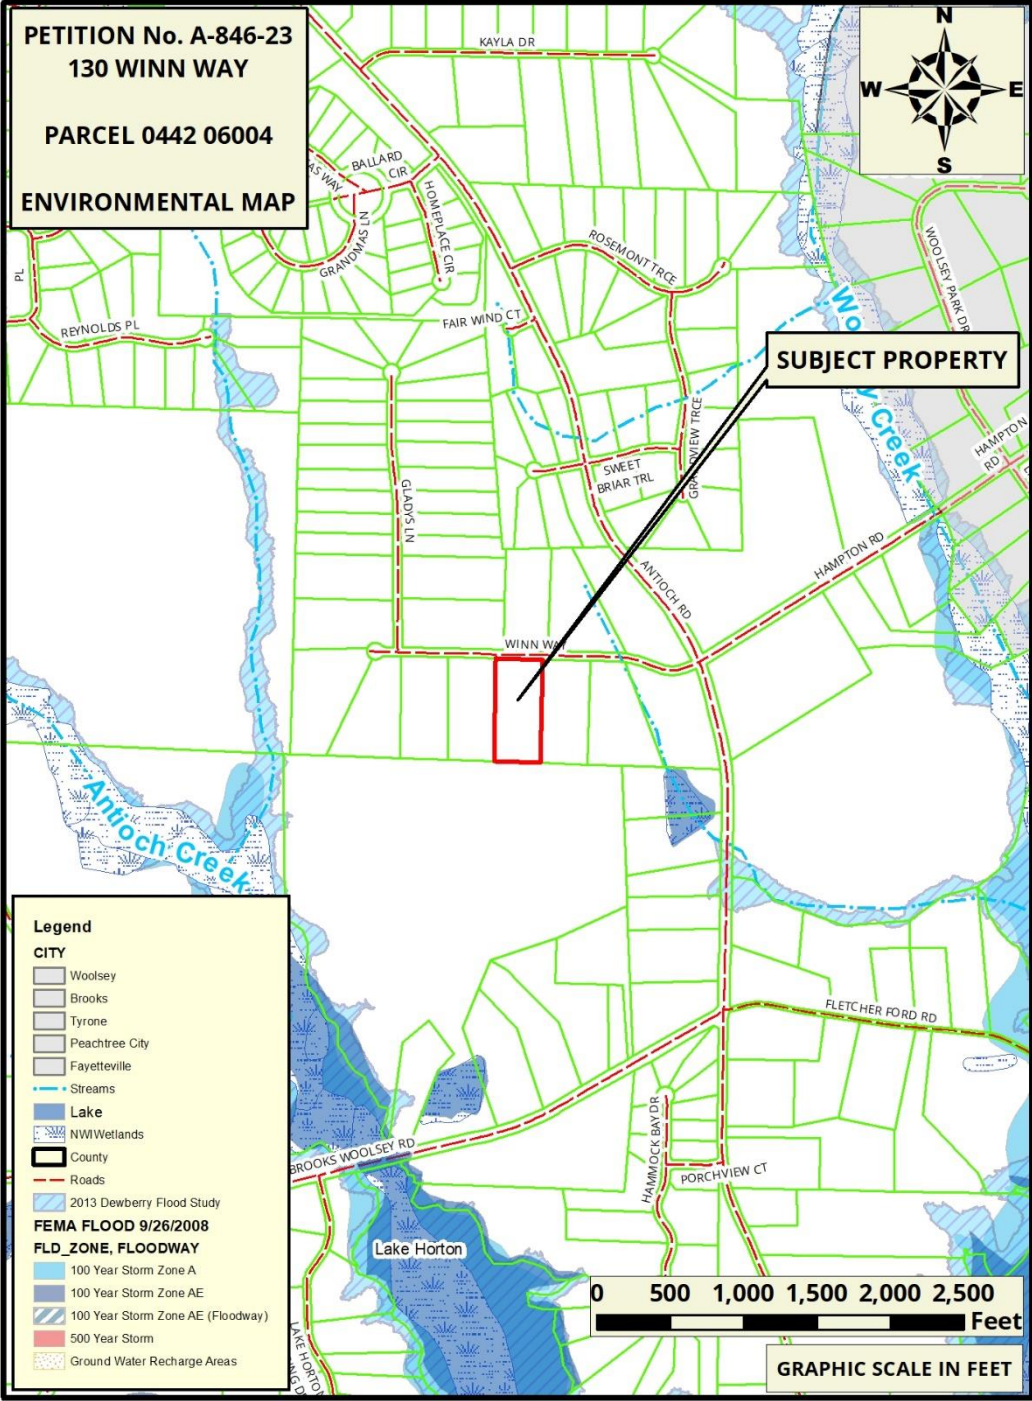 PETITION No. A-846-23
130 WINN WAY
PARCEL 0442 06004
ENVIRONMENTAL MAP
N
W
E
S
KAYLA DR
BALLARD
CIR
WAY
HOMEPLACE CIR
GRANDMAS LN
ROSEMONT TRCE
WOOLSEY PARK DR
PL
REYNOLDS PL
FAIR WIND CT
SUBJECT PROPERTY
Creek
HAMPTON
RD
SWEET
BRIAR TRL
GLADYS LN
HAMPTON RD
ANTIOCH RD
WINN WAY
Antioch Creek
FLETCHER FORD RD
HAMMOCK BAY DR
PORCHVIEW CT
BROOKS WOOLSEY RD
Lake Horton
LAKE HORTON
Legend
CITY
Woolsey
Brooks
Tyrone
Peachtree City
Fayetteville
Streams
Lake
NWIWetlands
County
Roads
2013 Dewberry Flood Study
FEMA FLOOD 9/26/2008
FLD_ZONE, FLOODWAY
100 Year Storm Zone A
100 Year Storm Zone AE
100 Year Storm Zone AE (Floodway)
500 Year Storm
Ground Water Recharge Areas
0 500 1,000 1,500 2,000 2,500
Feet
GRAPHIC SCALE IN FEET